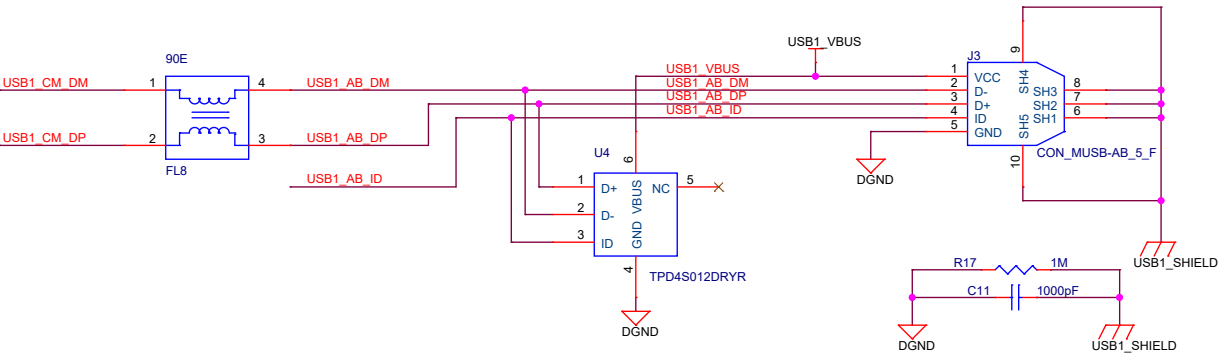 USB1_VBUS
90E
J3
9
USB1_CM_DM
1
4
USB1_AB_DM
USB1_VBUS
1
VCC
SH4
USB1_AB_DM
2
D-
SH3
8
USB1_AB_DP
3
D+
SH2
7
USB1_AB_ID
4
ID
SH1
6
5
GND
SH5
USB1_CM_DP
2
3
USB1_AB_DP
FL8
U4
6
10
CON_MUSB-AB_5_F
DGND
USB1_AB_ID
1
D+
VBUS
NC
5
2
D-
3
ID
GND
4
TPD4S012DRYR
DGND
USB1_SHIELD
R17
1M
C11
1000pF
DGND
USB1_SHIELD